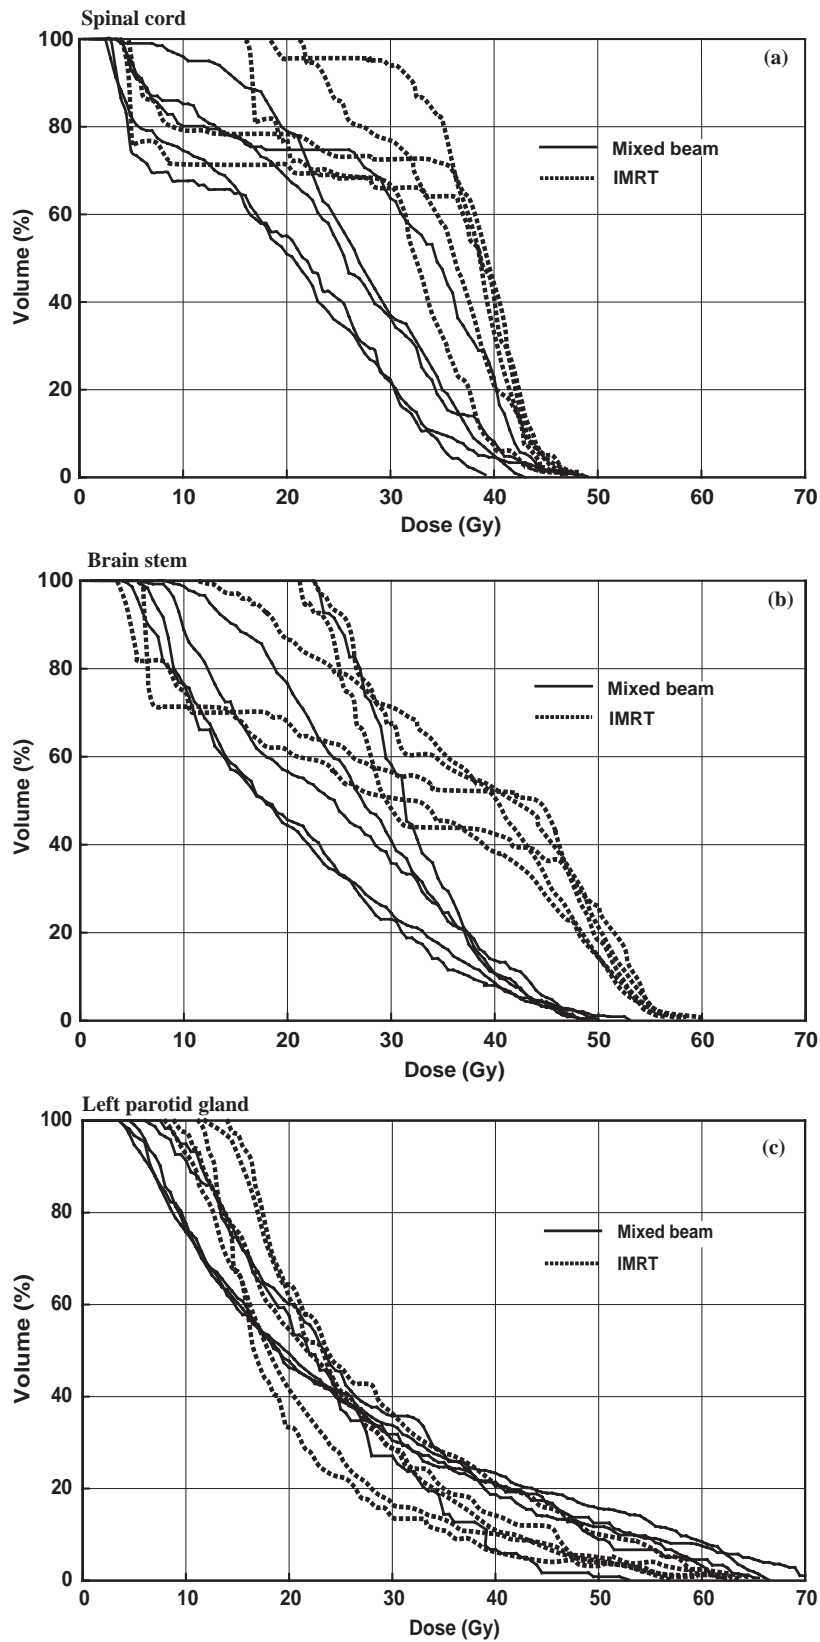 Spinal cord
(a)
100
80
60
40
20
0
Volume (%)
Mixed beam
IMRT
0 10 20 30 40 50 60 70
Dose (Gy)
Brain stem
(b)
100
80
60
40
20
0
Volume (%)
Mixed beam
IMRT
0 10 20 30 40 50 60 70
Dose (Gy)
Left parotid gland
(c)
100
80
60
40
20
0
Volume (%)
Mixed beam
IMRT
0 10 20 30 40 50 60 70
Dose (Gy)